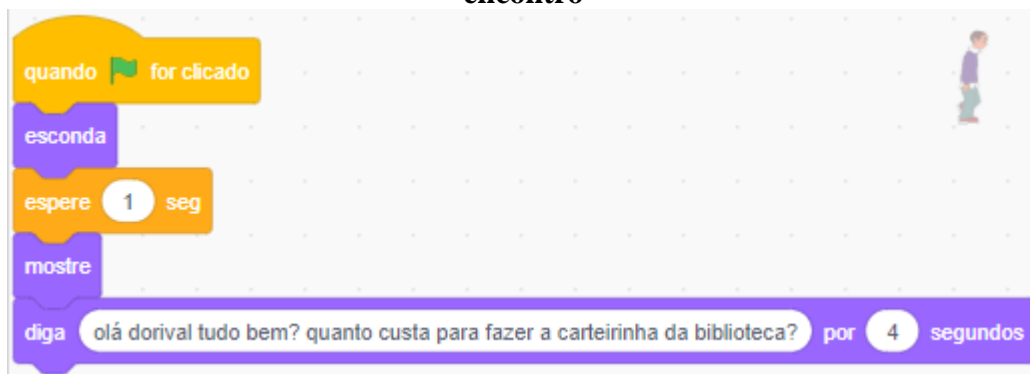 encontro
quando for clicado
esconda
espere 1 seg
mostre
diga olá dorival tudo bem? quanto custa para fazer a carteirinha da biblioteca? por 4 segundos